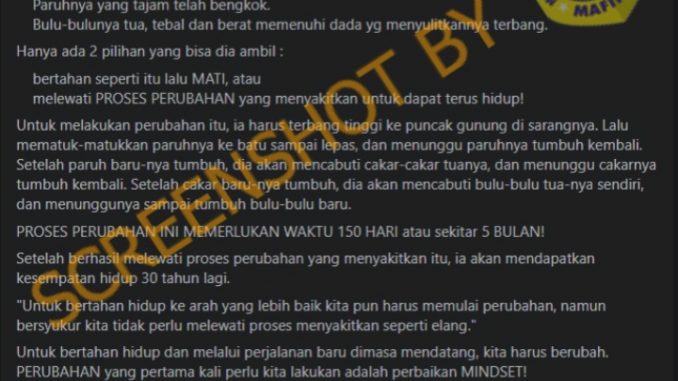 Paruhnya yang tajam telah bengkok.
Bulu-bulunya tua, tebal dan berat memenuhi dada yg menyulitkannya terbang.
Hanya ada 2 pilihan yang bisa dia ambil :
bertahan seperti itu lalu MATI, atau
melewati PROSES PERUBAHAN yang menyakitkan untuk dapat terus hidup!
Untuk melakukan perubahan itu, ia harus terbang tinggi ke puncak gunung di sarangnya. Lalu
mematuk-matukkan paruhnya ke batu sampai lepas, dan menunggu paruhnya tumbuh kembali.
Setelah paruh baru-nya tumbuh, dia akan mencabuti cakar-cakar tuanya, dan menunggu cakarnya
tumbuh kembali. Setelah cakar baru-nya tumbuh, dia akan mencabuti bulu-bulu tua-nya sendiri,
dan menunggunya sampai tumbuh bulu-bulu baru.
PROSES PERUBAHAN INI MEMERLUKAN WAKTU 150 HARI atau sekitar 5 BULAN!
Setelah berhasil melewati proses perubahan yang menyakitkan itu, ia akan mendapatkan
kesempatan hidup 30 tahun lagi.
"Untuk bertahan hidup ke arah yang lebih baik kita pun harus memulai perubahan, namun
bersyukur kita tidak perlu melewati proses menyakitkan seperti elang."
Untuk bertahan hidup dan melalui perjalanan baru dimasa mendatang, kita harus berubah.
PERUBAHAN yang pertama kali perlu kita lakukan adalah perbaikan MINDSET!
SCREENSHOT BY